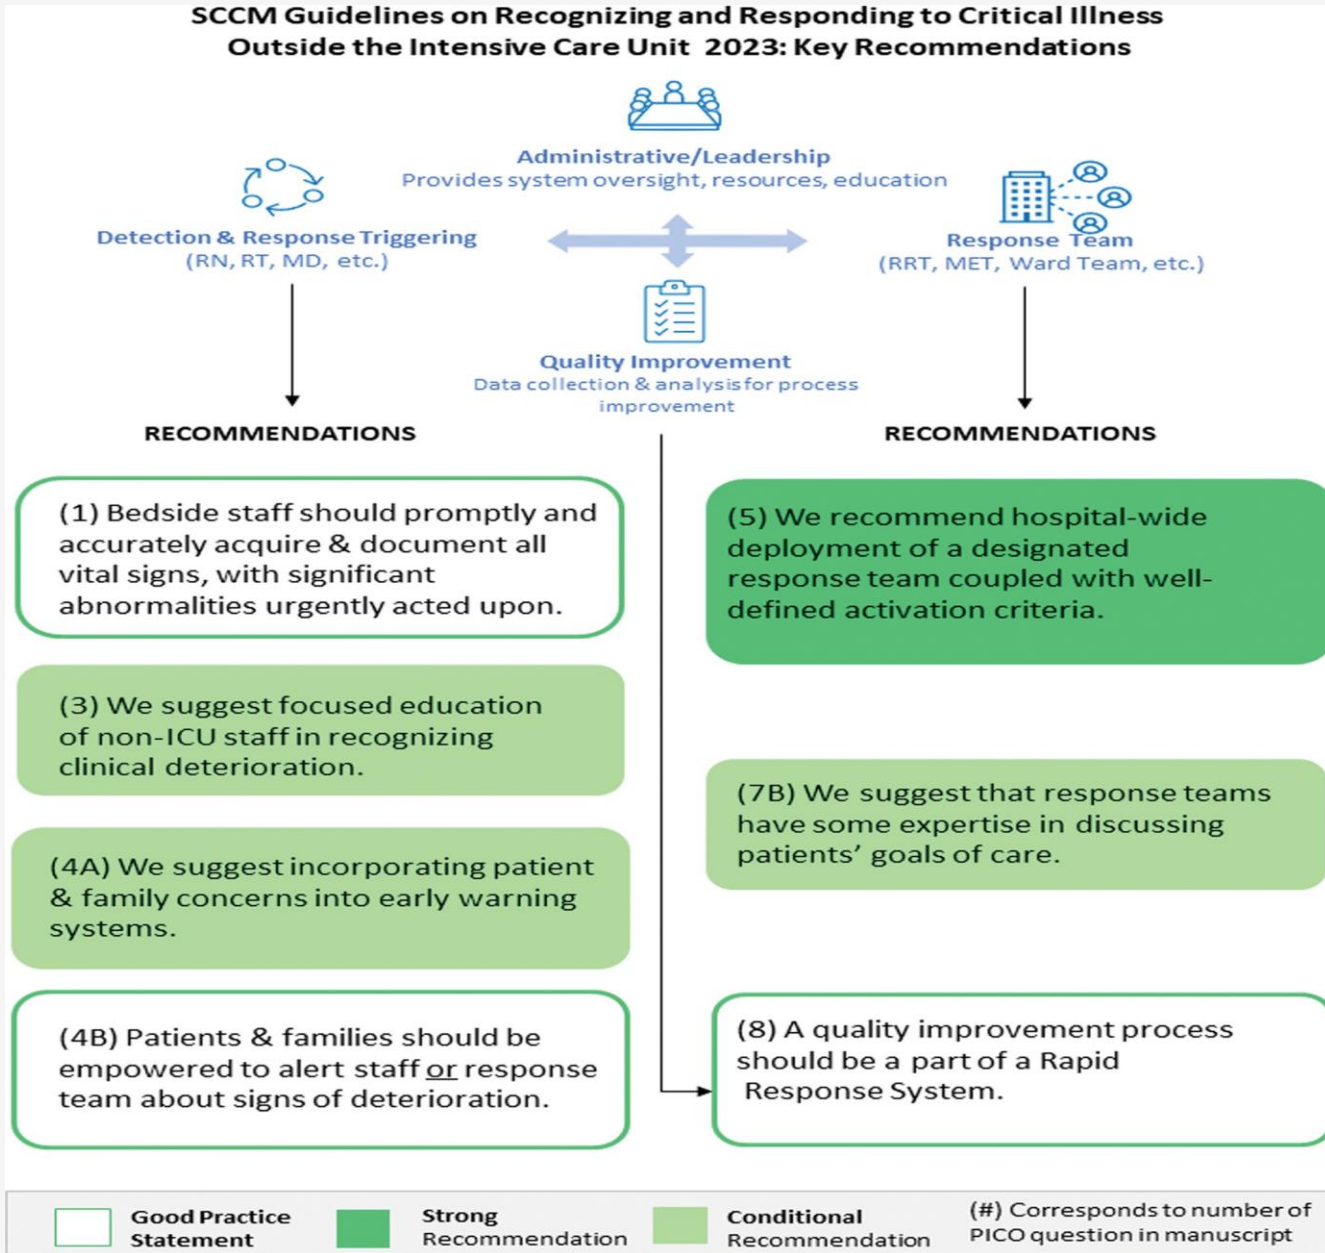 SCCM Guidelines on Recognizing and Responding to Critical Illness
Outside the Intensive Care Unit 2023: Key Recommendations
Administrative/Leadership
Provides system oversight, resources, education
Detection & Response Triggering
(RN, RT, MD, etc.)
Response Team
(RRT, MET, Ward Team, etc.)
Quality Improvement
Data collection & analysis for process
improvement
RECOMMENDATIONS
(1) Bedside staff should promptly and
accurately acquire & document all
vital signs, with significant
abnormalities urgently acted upon.
(3) We suggest focused education
of non-ICU staff in recognizing
clinical deterioration.
(4A) We suggest incorporating patient
& family concerns into early warning
systems.
(4B) Patients & families should be
empowered to alert staff or response
team about signs of deterioration.
RECOMMENDATIONS
(5) We recommend hospital-wide
deployment of a designated
response team coupled with well-
defined activation criteria.
(7B) We suggest that response teams
have some expertise in discussing
patients’ goals of care.
(8) A quality improvement process
should be a part of a Rapid
Response System.
Good Practice
Statement
Strong
Recommendation
Conditional
Recommendation
(#) Corresponds to number of
PICO question in manuscript